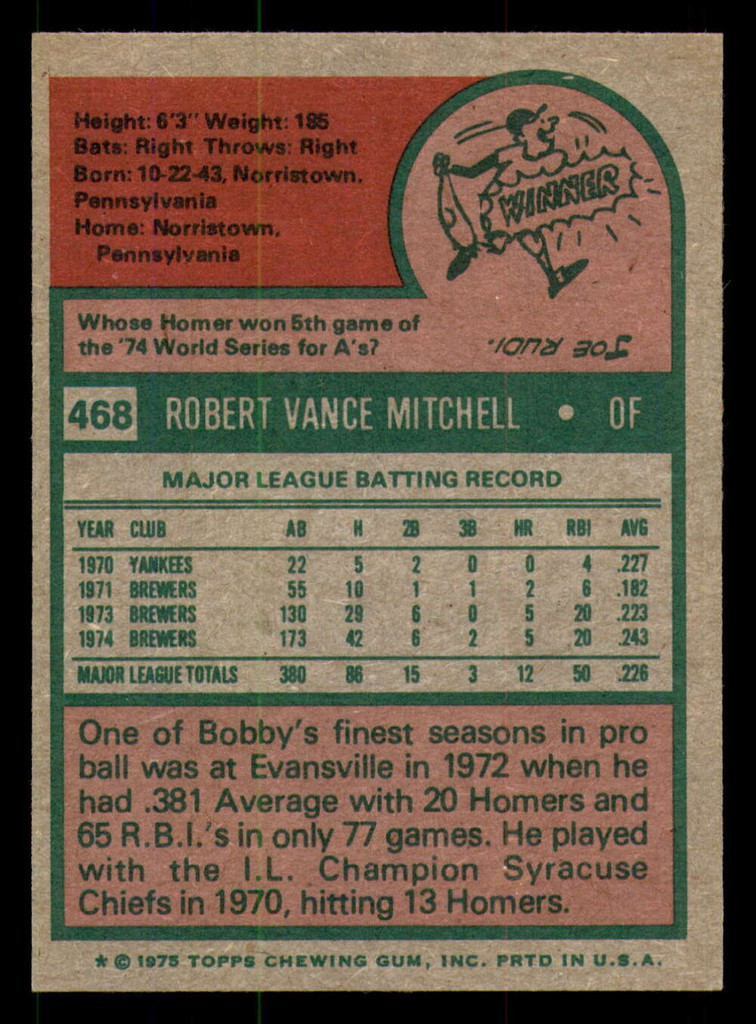 Height: 6'3" Weight: 185
Bats: Right Throws: Right
Born: 10-22-43, Norristown,
Pennsylvania
Home: Norristown,
Pennsylvania
WINNER
Whose Homer won 5th game of
the '74 World Series for A's?
JOE RUDI.
468 ROBERT VANCE MITCHELL • OF
MAJOR LEAGUE BATTING RECORD
YEAR CLUB AB H 2B 3B HR RBI AVG
1970 YANKEES 22 5 2 0 0 4 .227
1971 BREWERS 55 10 1 1 2 6 .182
1973 BREWERS 130 29 6 0 5 20 .223
1974 BREWERS 173 42 6 2 5 20 .243
MAJOR LEAGUE TOTALS 380 86 15 3 12 50 .226
One of Bobby's finest seasons in pro
ball was at Evansville in 1972 when he
had .381 Average with 20 Homers and
65 R.B.I.'s in only 77 games. He played
with the I.L. Champion Syracuse
Chiefs in 1970, hitting 13 Homers.
* © 1975 TOPPS CHEWING GUM, INC. PRTD IN U.S.A.